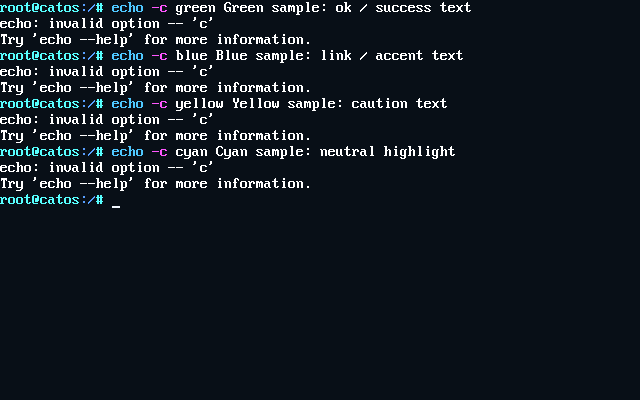 root@catos:/# echo -c green Green sample: ok / success text
echo: invalid option -- 'c'
Try 'echo --help' for more information.
root@catos:/# echo -c blue Blue sample: link / accent text
echo: invalid option -- 'c'
Try 'echo --help' for more information.
root@catos:/# echo -c yellow Yellow sample: caution text
echo: invalid option -- 'c'
Try 'echo --help' for more information.
root@catos:/# echo -c cyan Cyan sample: neutral highlight
echo: invalid option -- 'c'
Try 'echo --help' for more information.
root@catos:/# _